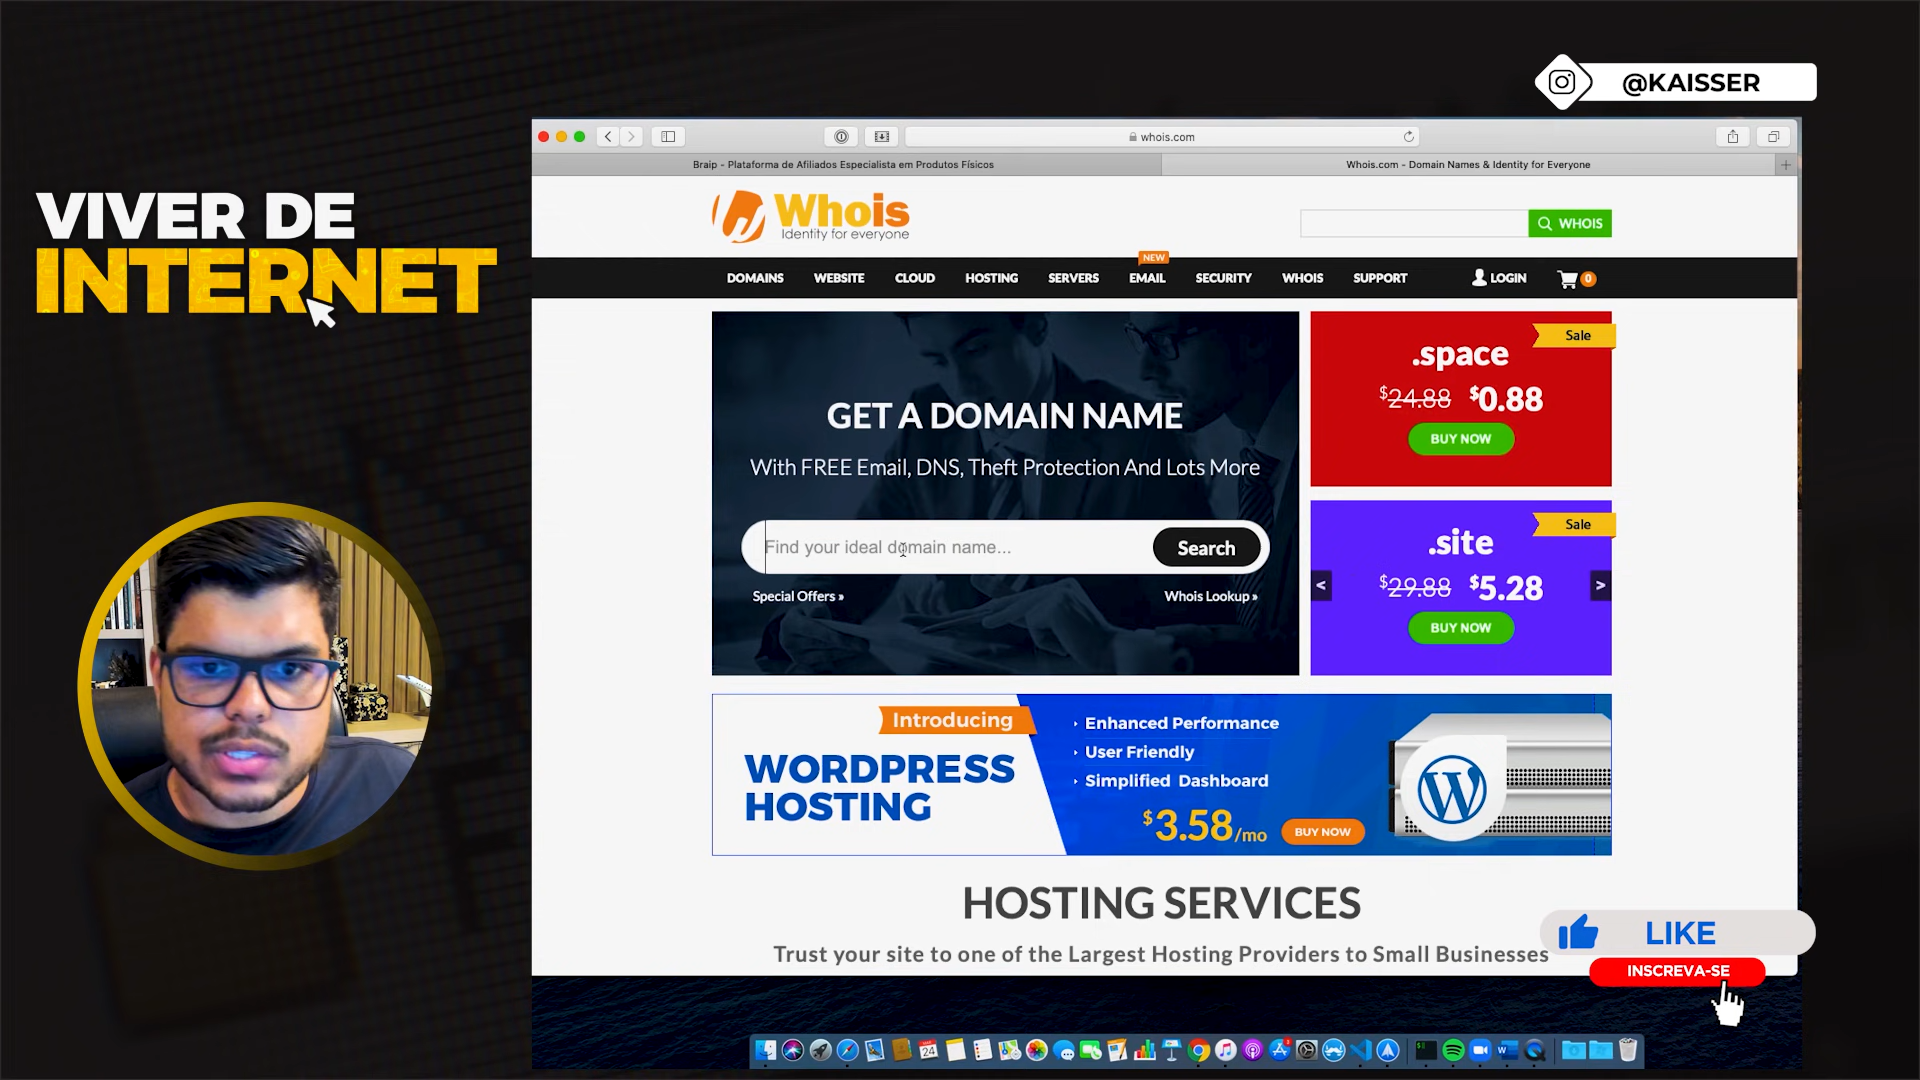 @KAISSER
VIVER DE
INTERNET
whois.com
Braip - Plataforma de Afiliados Especialista em Produtos Físicos
Whois.com - Domain Names & Identity for Everyone
Whois
Identity for everyone
WHOIS
NEW
DOMAINS WEBSITE CLOUD HOSTING SERVERS EMAIL SECURITY WHOIS SUPPORT LOGIN 0
GET A DOMAIN NAME
With FREE Email, DNS, Theft Protection And Lots More
Find your ideal domain name...
Search
Special Offers »
Whois Lookup »
Sale
.space
$24.88 $0.88
BUY NOW
Sale
.site
$29.88 $5.28
BUY NOW
< >
Introducing
WORDPRESS
HOSTING
Enhanced Performance
User Friendly
Simplified Dashboard
$3.58/mo
BUY NOW
HOSTING SERVICES
Trust your site to one of the Largest Hosting Providers to Small Businesses
LIKE
INSCREVA-SE
24